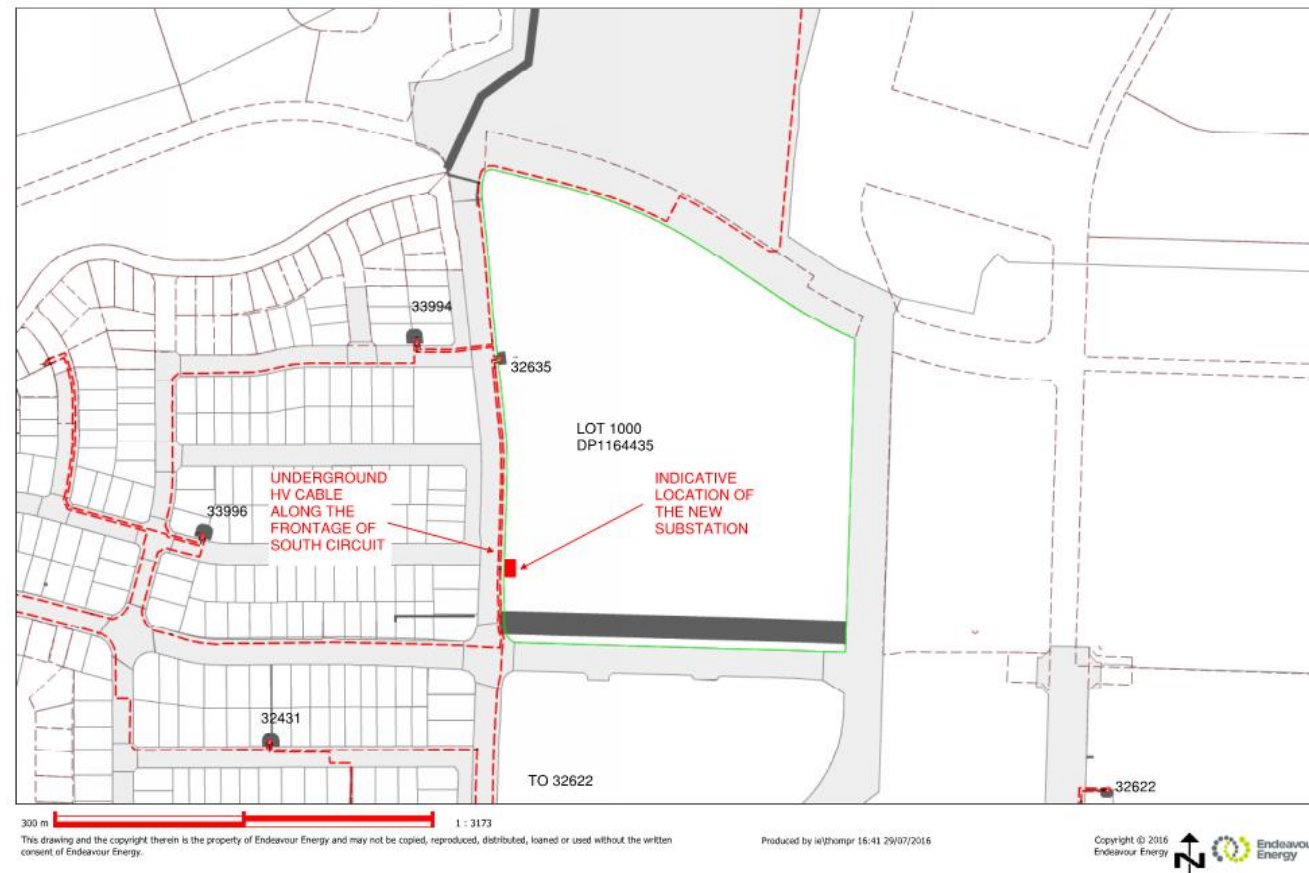 33994
32635
LOT 1000
DP1164435
UNDERGROUND
HV CABLE
ALONG THE
FRONTAGE OF
SOUTH CIRCUIT
INDICATIVE
LOCATION OF
THE NEW
SUBSTATION
33996
32431
TO 32622
32622
300 m
1 : 3173
This drawing and the copyright therein is the property of Endeavour Energy and may not be copied, reproduced, distributed, loaned or used without the written
consent of Endeavour Energy.
Produced by ie\thompr 16:41 29/07/2016
Copyright © 2016
Endeavour Energy
N
Endeavou
Energy